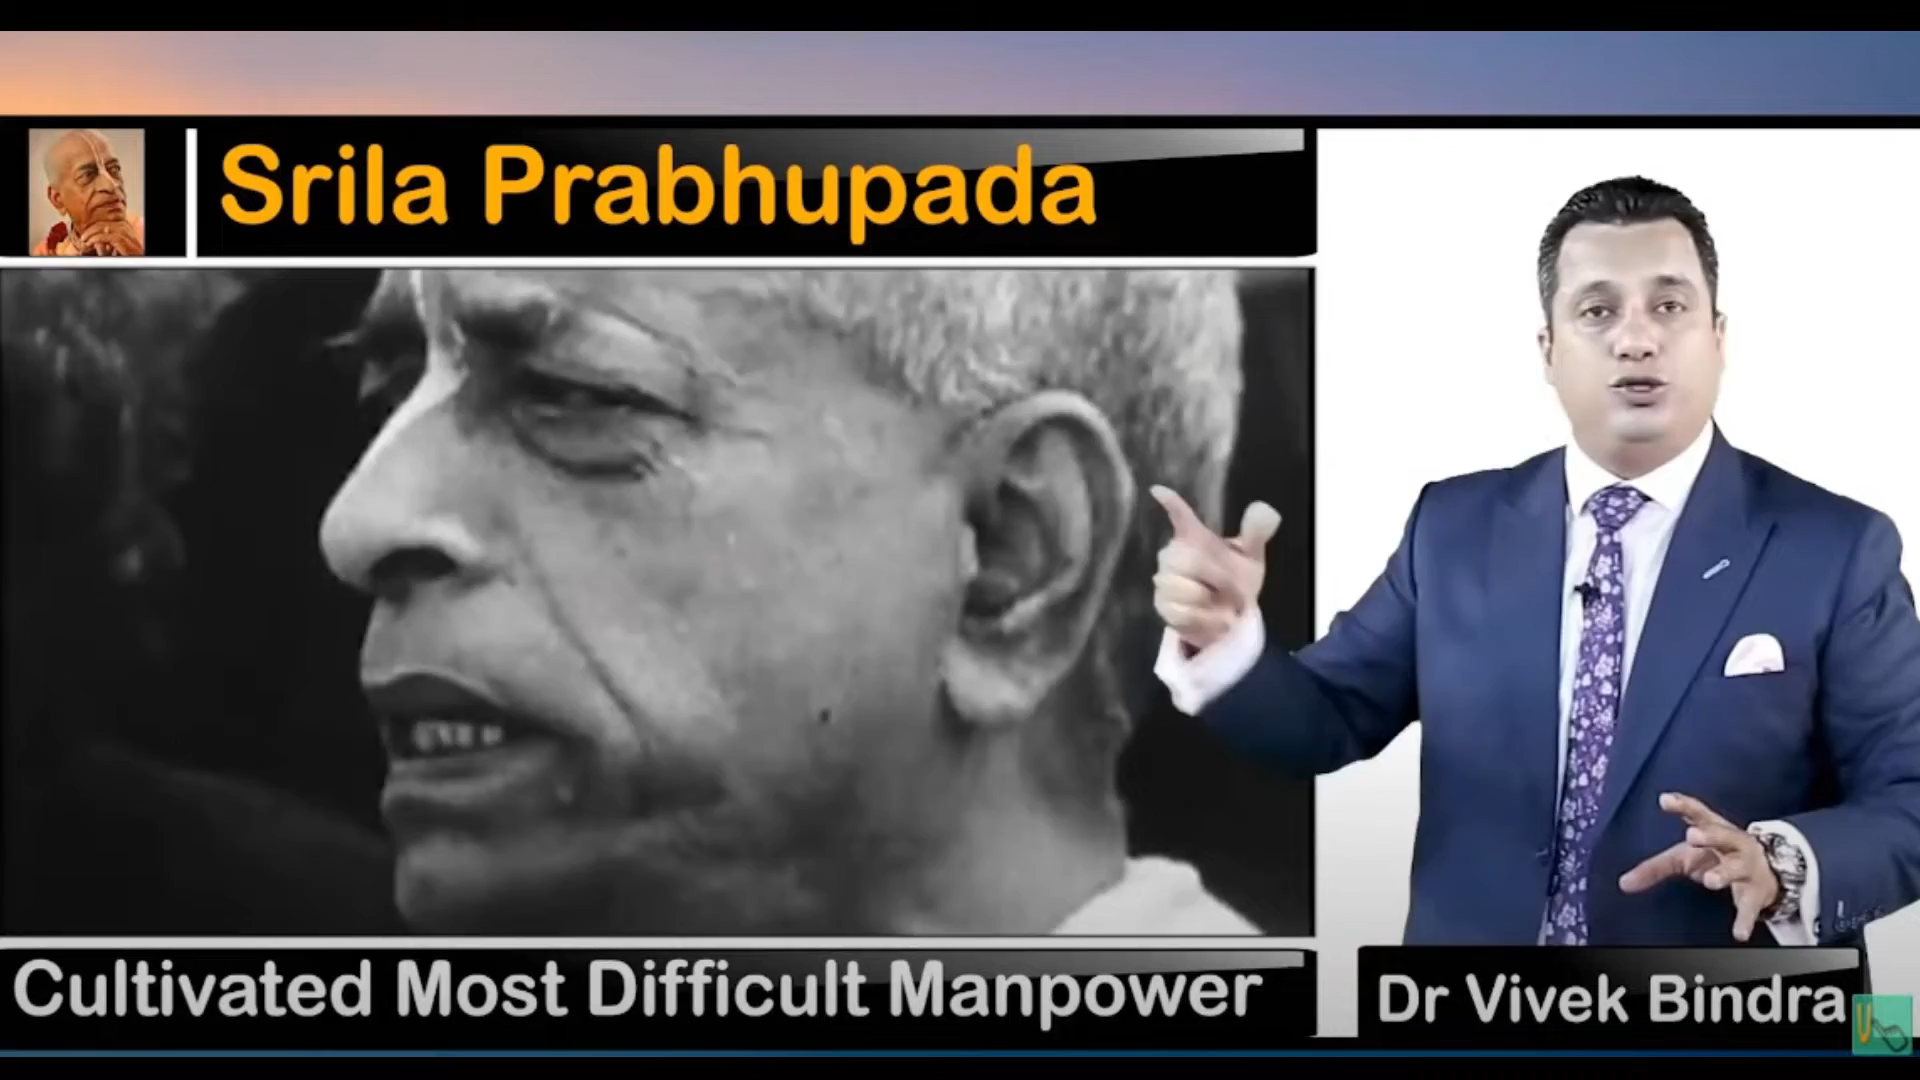 Srila Prabhupada
Cultivated Most Difficult Manpower
Dr Vivek Bindra